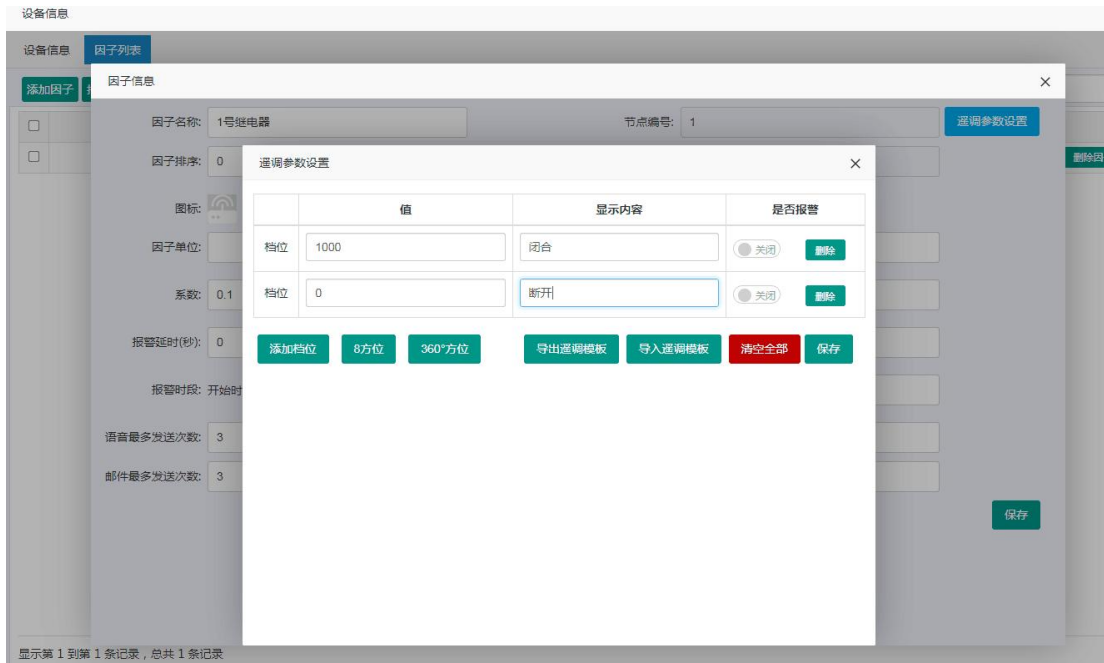 设备信息
设备信息 因子列表
添加因子 因子信息
因子名称: 1号继电器 节点编号: 1 遥调参数设置
因子排序: 0 遥调参数设置 删除因
图标: 值 显示内容 是否报警
因子单位: 档位 1000 闭合 关闭 删除
系数: 0.1 档位 0 断开 关闭 删除
报警延时(秒): 0 添加档位 8方位 360°方位 导出遥调模板 导入遥调模板 清空全部 保存
报警时段: 开始时
语音最多发送次数: 3
邮件最多发送次数: 3
保存
显示第 1 到第 1 条记录，总共 1 条记录